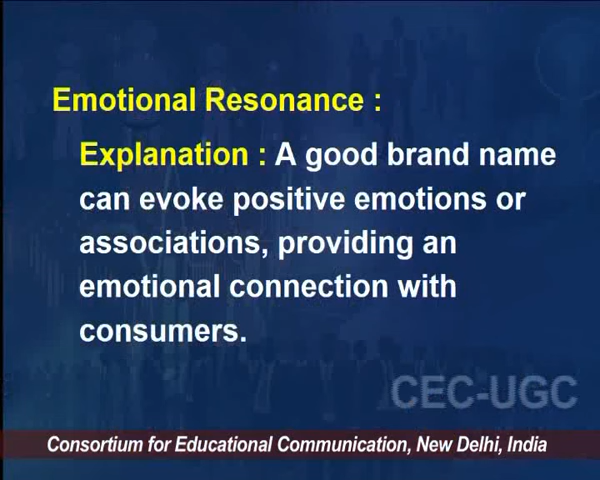 Emotional Resonance :
Explanation : A good brand name
can evoke positive emotions or
associations, providing an
emotional connection with
consumers.
CEC-UGC
Consortium for Educational Communication, New Delhi, India